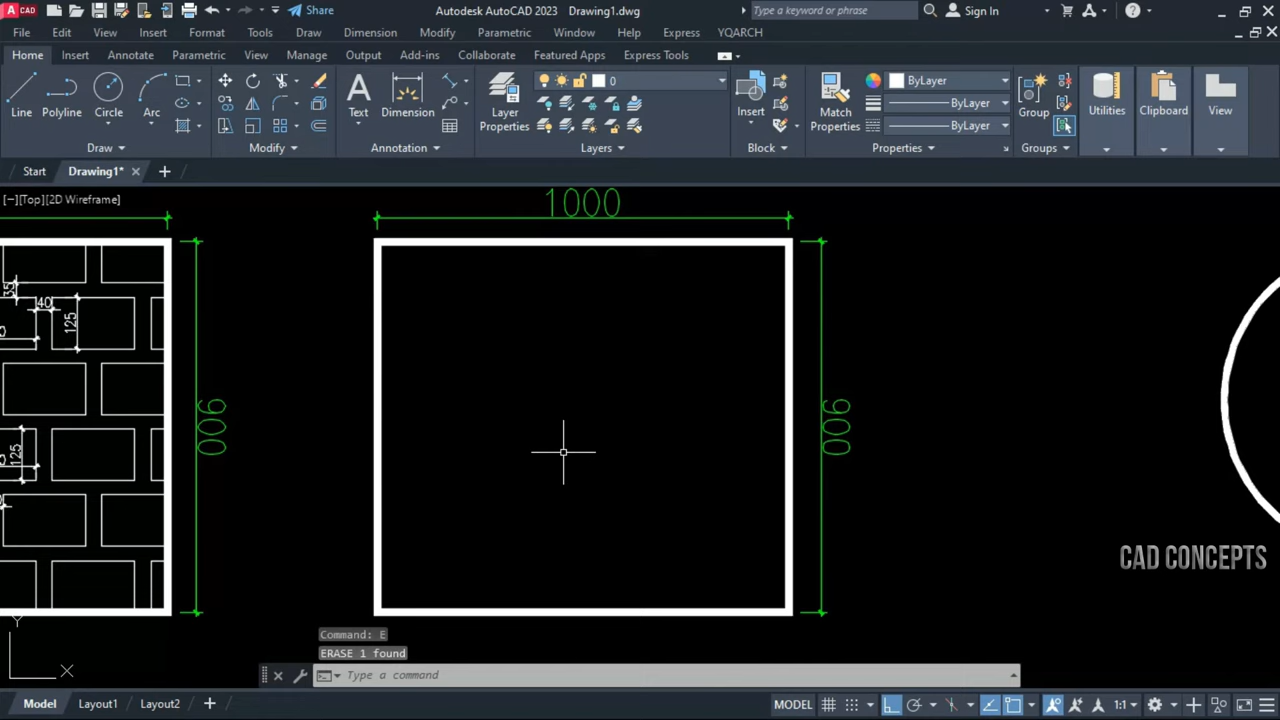 CAD
Share
Autodesk AutoCAD 2023 Drawing1.dwg
Type a keyword or phrase
Sign In
File Edit View Insert Format Tools Draw Dimension Modify Parametric Window Help Express YQARCH
Home Insert Annotate Parametric View Manage Output Add-ins Collaborate Featured Apps Express Tools
Line Polyline Circle Arc
Draw
Modify
Text Dimension
Annotation
Layer Properties
0
Layers
Insert
Block
Match Properties
ByLayer
ByLayer
ByLayer
Properties
Group
Groups
Utilities
Clipboard
View
Start Drawing1*
[−][Top][2D Wireframe]
1000
35
40
125
900
900
125
CAD CONCEPTS
Y
X
Command: E
ERASE 1 found
Type a command
Model Layout1 Layout2
MODEL
1:1